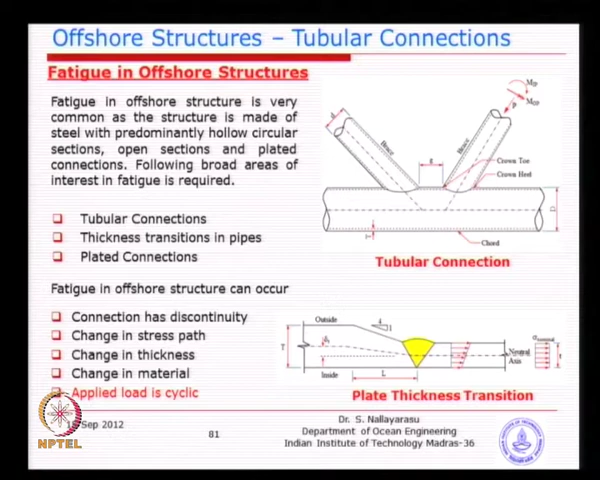 Offshore Structures – Tubular Connections
Fatigue in Offshore Structures
Fatigue in offshore structure is very
common as the structure is made of
steel with predominantly hollow circular
sections, open sections and plated
connections. Following broad areas of
interest in fatigue is required.
Tubular Connections
Thickness transitions in pipes
Plated Connections
Fatigue in offshore structure can occur
Connection has discontinuity
Change in stress path
Change in thickness
Change in material
Applied load is cyclic
M_IP
M_OP
P
d
Brace
Brace
g
Crown Toe
Crown Heel
D
T
Chord
Tubular Connection
Outside
4
1
T
Inside
L
Neutral
Axis
σ_nominal
t
Plate Thickness Transition
Sep 2012
NPTEL
81
Dr. S. Nallayarasu
Department of Ocean Engineering
Indian Institute of Technology Madras-36